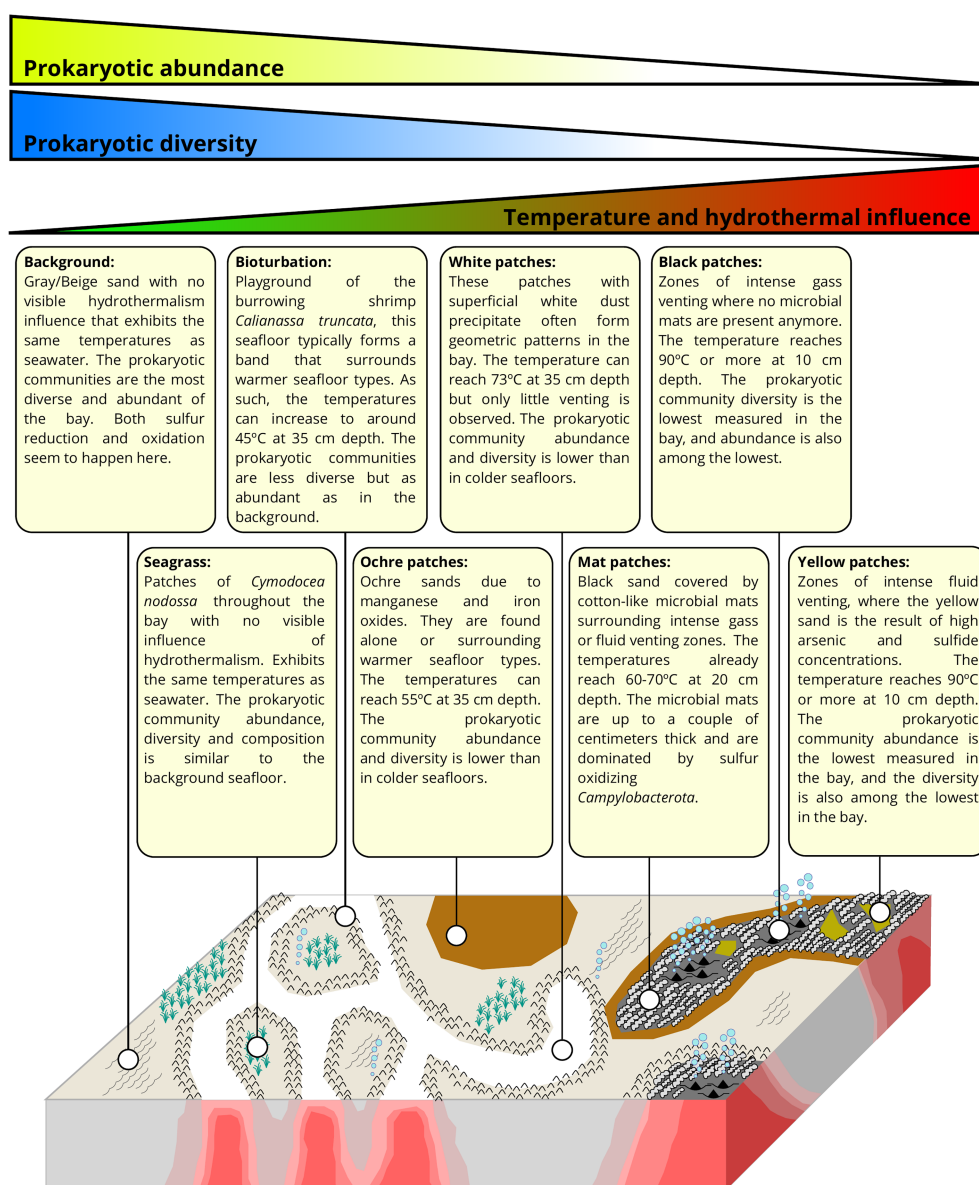 Prokaryotic abundance
Prokaryotic diversity
Temperature and hydrothermal influence
Background:
Gray/Beige sand with no
visible hydrothermalism
influence that exhibits the
same temperatures as
seawater. The prokaryotic
communities are the most
diverse and abundant of
the bay. Both sulfur
reduction and oxidation
seem to happen here.
Bioturbation:
Playground of the
burrowing shrimp
Calianassa truncata, this
seafloor typically forms a
band that surrounds
warmer seafloor types. As
such, the temperatures
can increase to around
45ºC at 35 cm depth. The
prokaryotic communities
are less diverse but as
abundant as in the
background.
White patches:
These patches with
superficial white dust
precipitate often form
geometric patterns in the
bay. The temperature can
reach 73ºC at 35 cm depth
but only little venting is
observed. The prokaryotic
community abundance
and diversity is lower than
in colder seafloors.
Black patches:
Zones of intense gass
venting where no microbial
mats are present anymore.
The temperature reaches
90ºC or more at 10 cm
depth. The prokaryotic
community diversity is the
lowest measured in the
bay, and abundance is also
among the lowest.
Seagrass:
Patches of Cymodocea
nodossa throughout the
bay with no visible
influence of
hydrothermalism. Exhibits
the same temperatures as
seawater. The prokaryotic
community abundance,
diversity and composition
is similar to the
background seafloor.
Ochre patches:
Ochre sands due to
manganese and iron
oxides. They are found
alone or surrounding
warmer seafloor types.
The temperatures can
reach 55ºC at 35 cm depth.
The prokaryotic
community abundance
and diversity is lower than
in colder seafloors.
Mat patches:
Black sand covered by
cotton-like microbial mats
surrounding intense gass
or fluid venting zones. The
temperatures already
reach 60-70ºC at 20 cm
depth. The microbial mats
are up to a couple of
centimeters thick and are
dominated by sulfur
oxidizing
Campylobacterota.
Yellow patches:
Zones of intense fluid
venting, where the yellow
sand is the result of high
arsenic and sulfide
concentrations. The
temperature reaches 90ºC
or more at 10 cm depth.
The prokaryotic
community abundance is
the lowest measured in
the bay, and the diversity
is also among the lowest
in the bay.